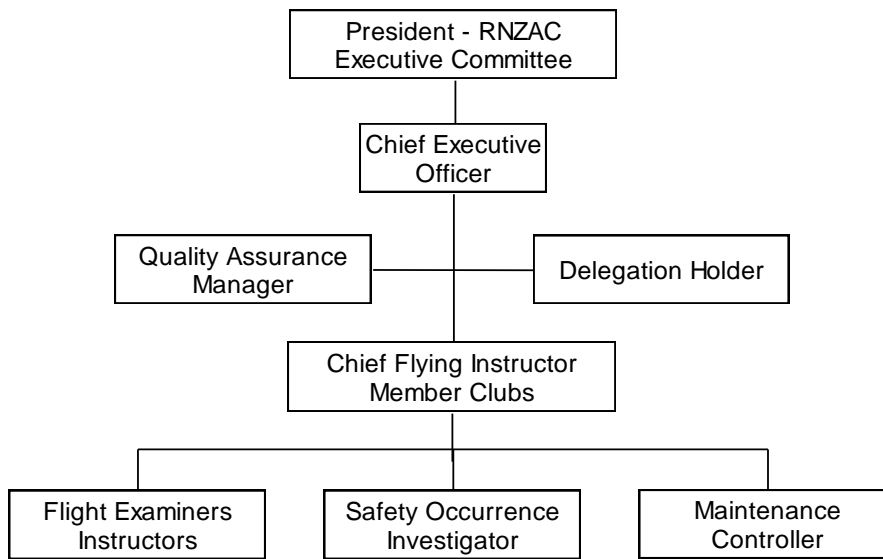 President - RNZAC
Executive Committee
Chief Executive
Officer
Quality Assurance
Manager
Delegation Holder
Chief Flying Instructor
Member Clubs
Flight Examiners
Instructors
Safety Occurrence
Investigator
Maintenance
Controller